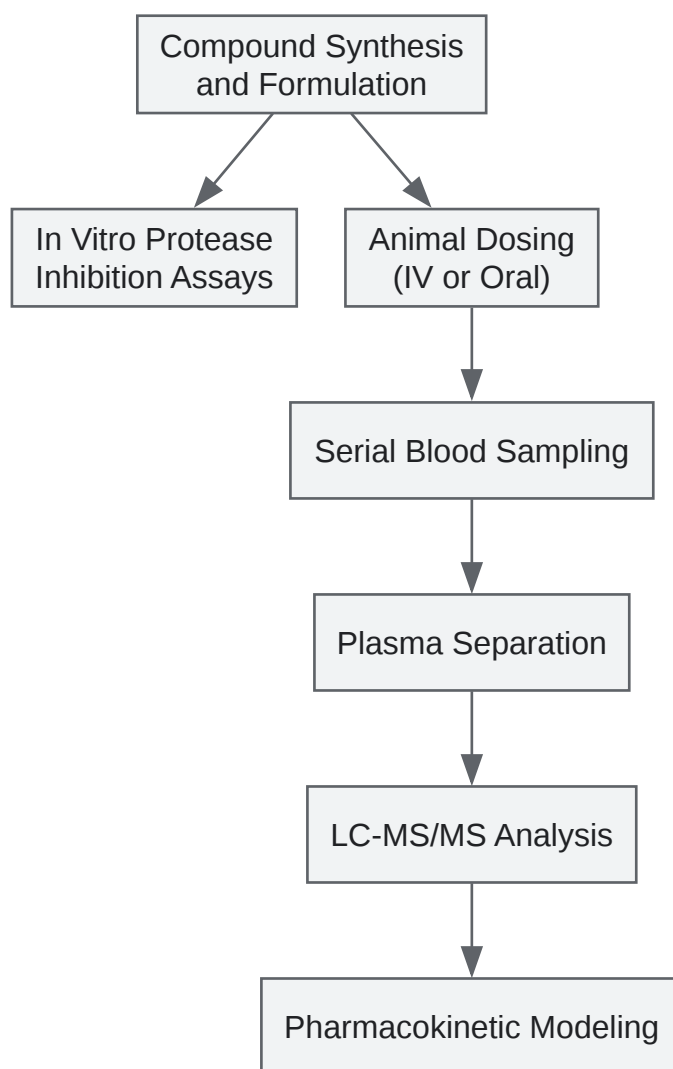 Compound Synthesis
and Formulation
In Vitro Protease
Inhibition Assays
Animal Dosing
(IV or Oral)
Serial Blood Sampling
Plasma Separation
LC-MS/MS Analysis
Pharmacokinetic Modeling